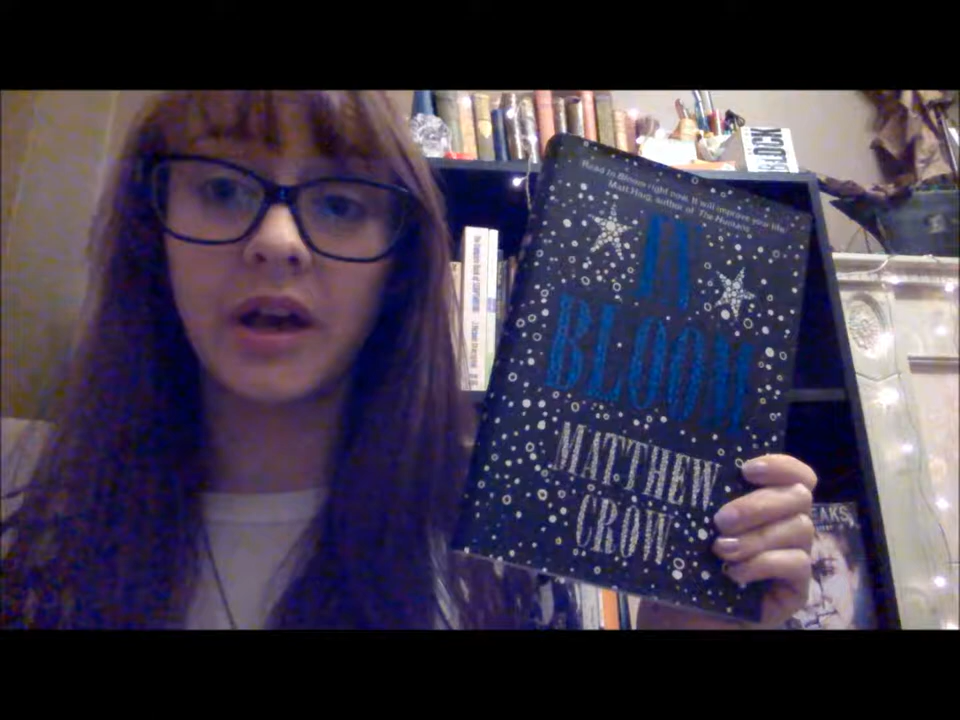 Read In Bloom right now. It will improve your life.
Matt Haig, author of The Humans
IN
BLOOM
MATTHEW
CROW
BLOCK
EAKS